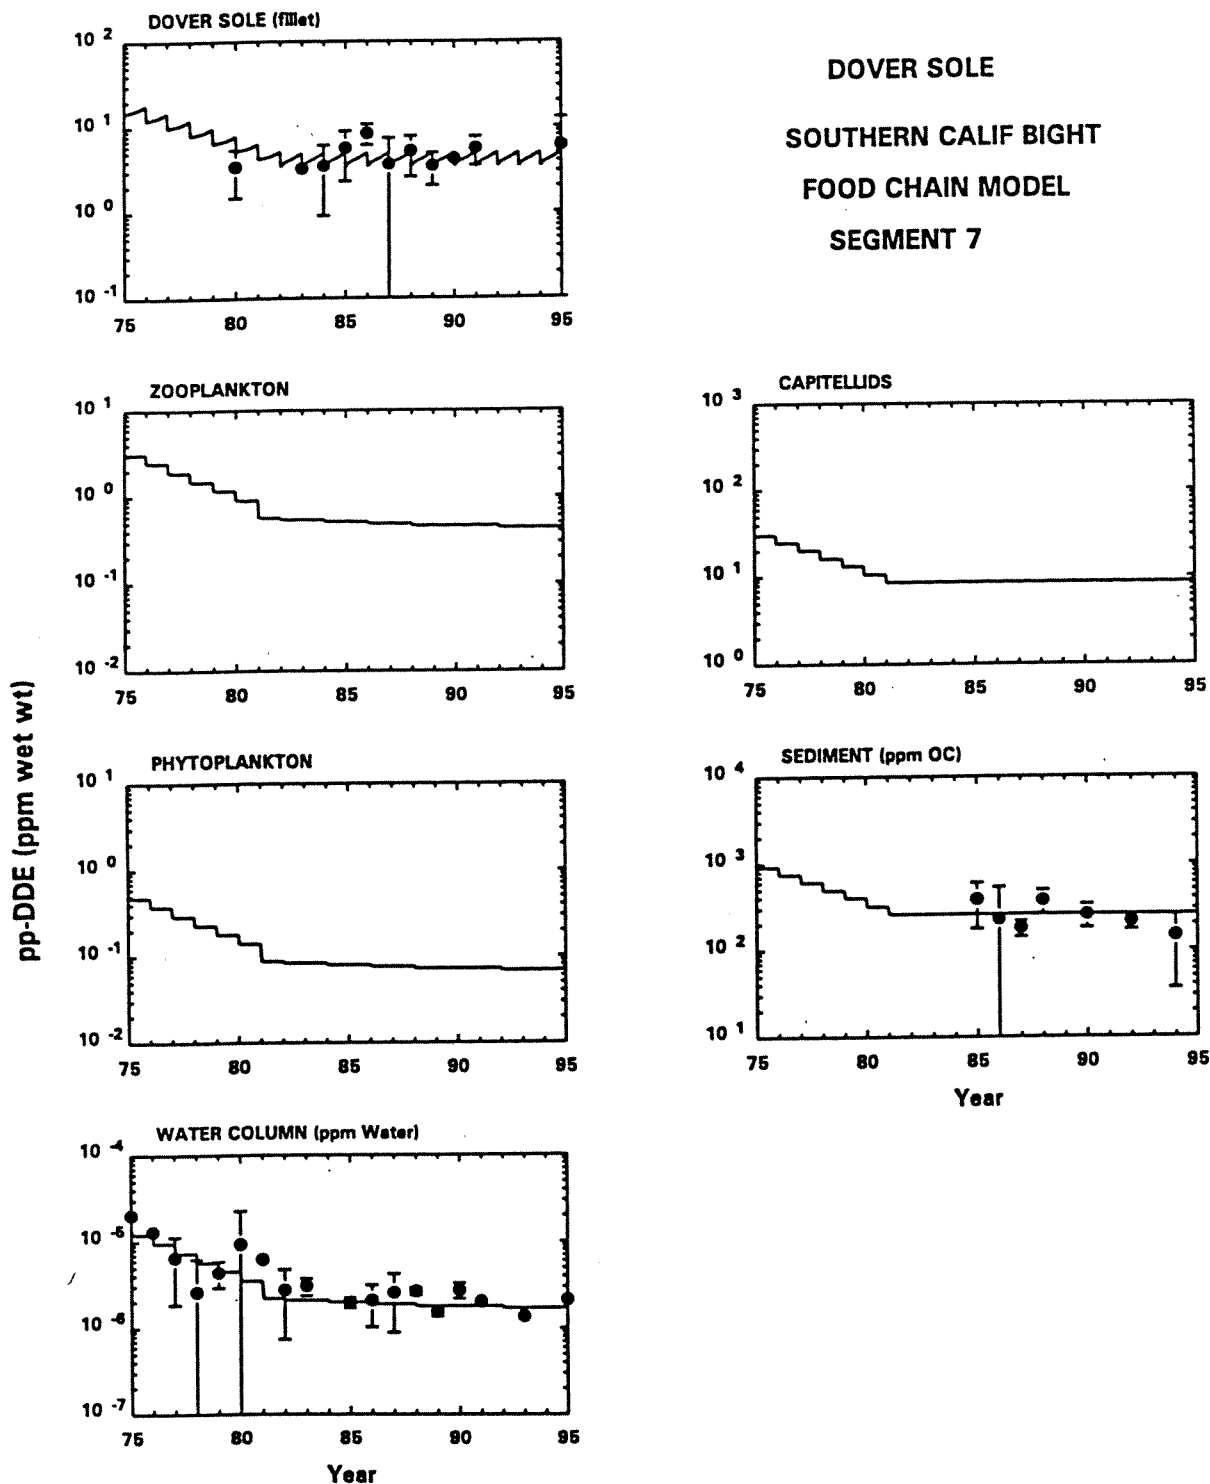 DOVER SOLE (fillet)
10 2
10 1
10 0
10 -1
75 80 85 90 95
DOVER SOLE
SOUTHERN CALIF BIGHT
FOOD CHAIN MODEL
SEGMENT 7
ZOOPLANKTON
10 1
10 0
10 -1
10 -2
75 80 85 90 95
CAPITELLIDS
10 3
10 2
10 1
10 0
75 80 85 90 95
pp-DDE (ppm wet wt)
PHYTOPLANKTON
10 1
10 0
10 -1
10 -2
75 80 85 90 95
SEDIMENT (ppm OC)
10 4
10 3
10 2
10 1
75 80 85 90 95
Year
WATER COLUMN (ppm Water)
10 -4
10 -5
10 -6
10 -7
75 80 85 90 95
Year